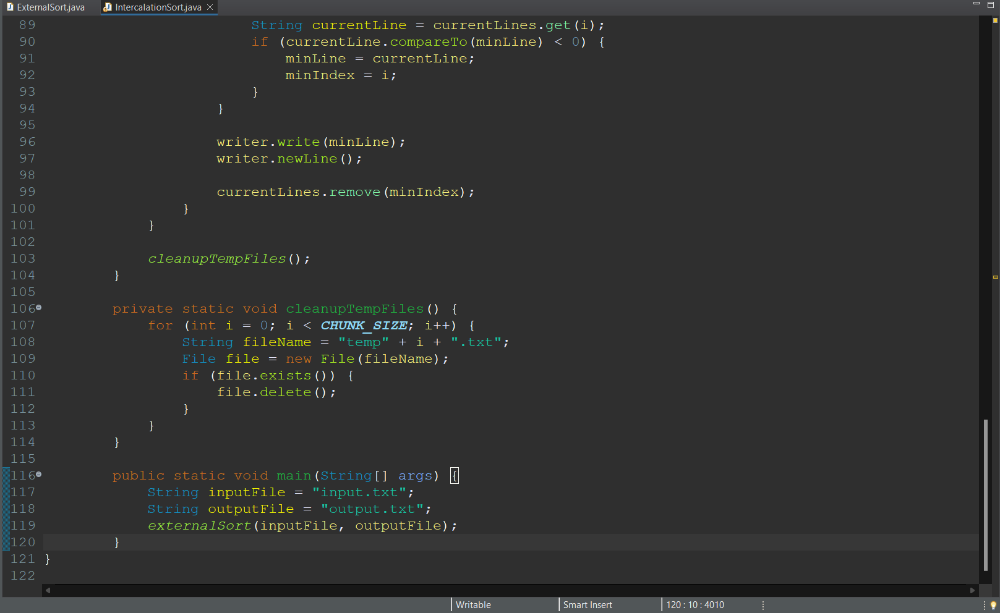 ExternalSort.java IntercalationSort.java
89 String currentLine = currentLines.get(i);
90 if (currentLine.compareTo(minLine) < 0) {
91 minLine = currentLine;
92 minIndex = i;
93 }
94 }
95
96 writer.write(minLine);
97 writer.newLine();
98
99 currentLines.remove(minIndex);
100 }
101 }
102
103 cleanupTempFiles();
104 }
105
106 private static void cleanupTempFiles() {
107 for (int i = 0; i < CHUNK_SIZE; i++) {
108 String fileName = "temp" + i + ".txt";
109 File file = new File(fileName);
110 if (file.exists()) {
111 file.delete();
112 }
113 }
114 }
115
116 public static void main(String[] args) {
117 String inputFile = "input.txt";
118 String outputFile = "output.txt";
119 externalSort(inputFile, outputFile);
120 }
121 }
122
Writable Smart Insert 120 : 10 : 4010